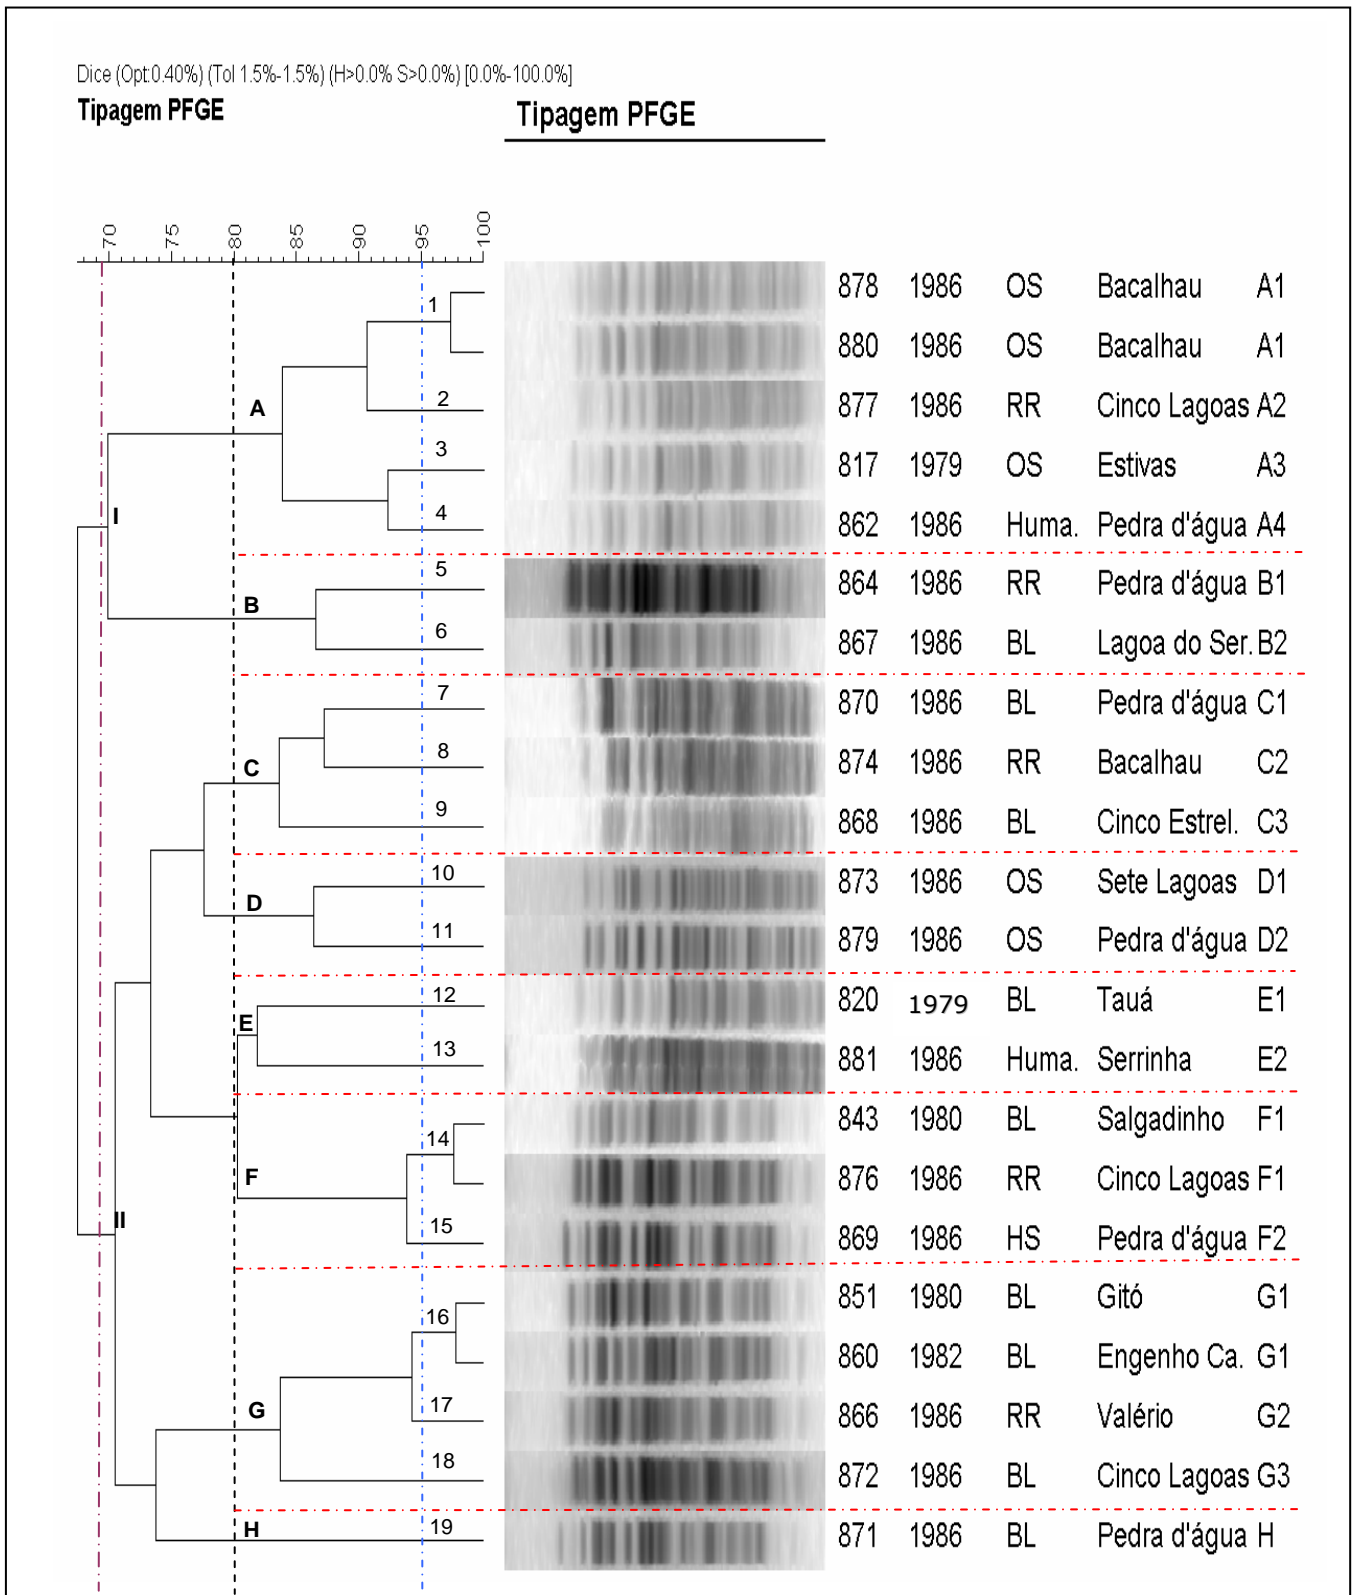 Dice (Opt:0.40%) (Tol 1.5%-1.5%) (H>0.0% S>0.0%) [0.0%-100.0%]
Tipagem PFGE Tipagem PFGE
70 75 80 85 90 95 100
1 878 1986 OS Bacalhau A1
880 1986 OS Bacalhau A1
A 2 877 1986 RR Cinco Lagoas A2
3 817 1979 OS Estivas A3
I 4 862 1986 Huma. Pedra d'água A4
B 5 864 1986 RR Pedra d'água B1
6 867 1986 BL Lagoa do Ser. B2
7 870 1986 BL Pedra d'água C1
C 8 874 1986 RR Bacalhau C2
9 868 1986 BL Cinco Estrel. C3
D 10 873 1986 OS Sete Lagoas D1
11 879 1986 OS Pedra d'água D2
E 12 820 1979 BL Tauá E1
13 881 1986 Huma. Serrinha E2
14 843 1980 BL Salgadinho F1
F 876 1986 RR Cinco Lagoas F1
II 15 869 1986 HS Pedra d'água F2
16 851 1980 BL Gitó G1
860 1982 BL Engenho Ca. G1
G 17 866 1986 RR Valério G2
18 872 1986 BL Cinco Lagoas G3
H 19 871 1986 BL Pedra d'água H